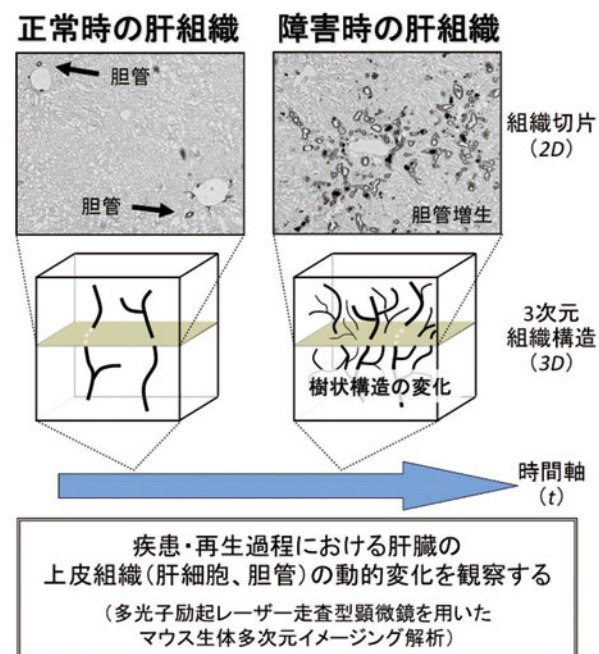 正常時の肝組織
障害時の肝組織
胆管
胆管
胆管増生
組織切片
(2D)
3次元
組織構造
(3D)
樹状構造の変化
時間軸
(t)
疾患・再生過程における肝臓の
上皮組織(肝細胞、胆管)の動的変化を観察する
(多光子励起レーザー走査型顕微鏡を用いた
マウス生体多次元イメージング解析)